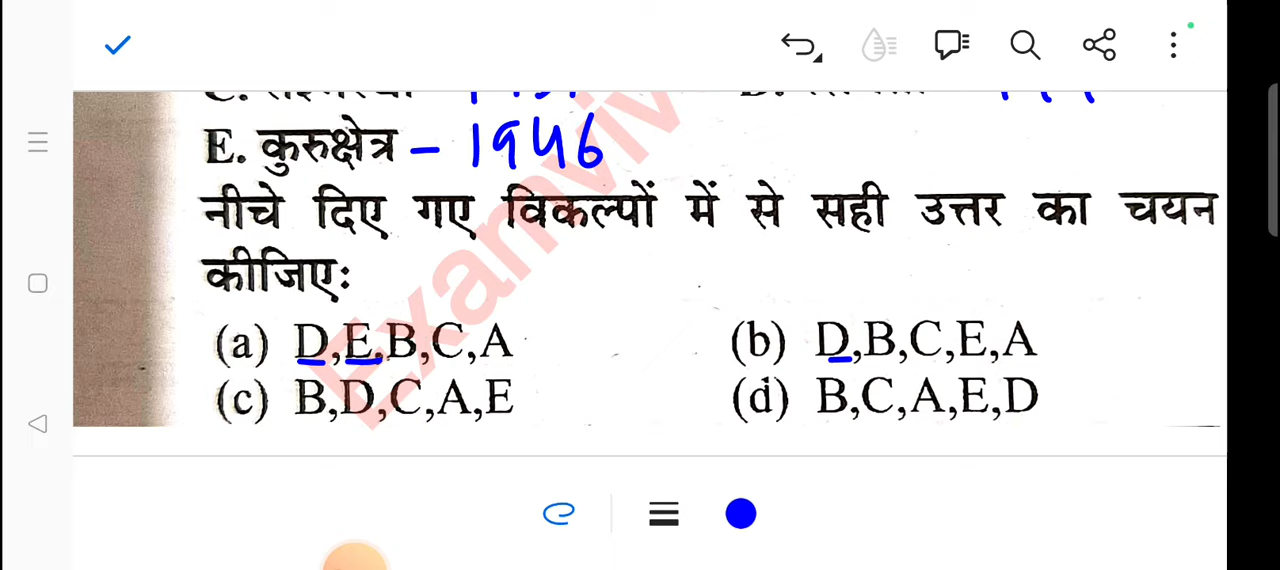 E. कुरुक्षेत्र – 1946
नीचे दिए गए विकल्पों में से सही उत्तर का चयन
कीजिए:
(a) D,E,B,C,A (b) D,B,C,E,A
(c) B,D,C,A,E (d) B,C,A,E,D